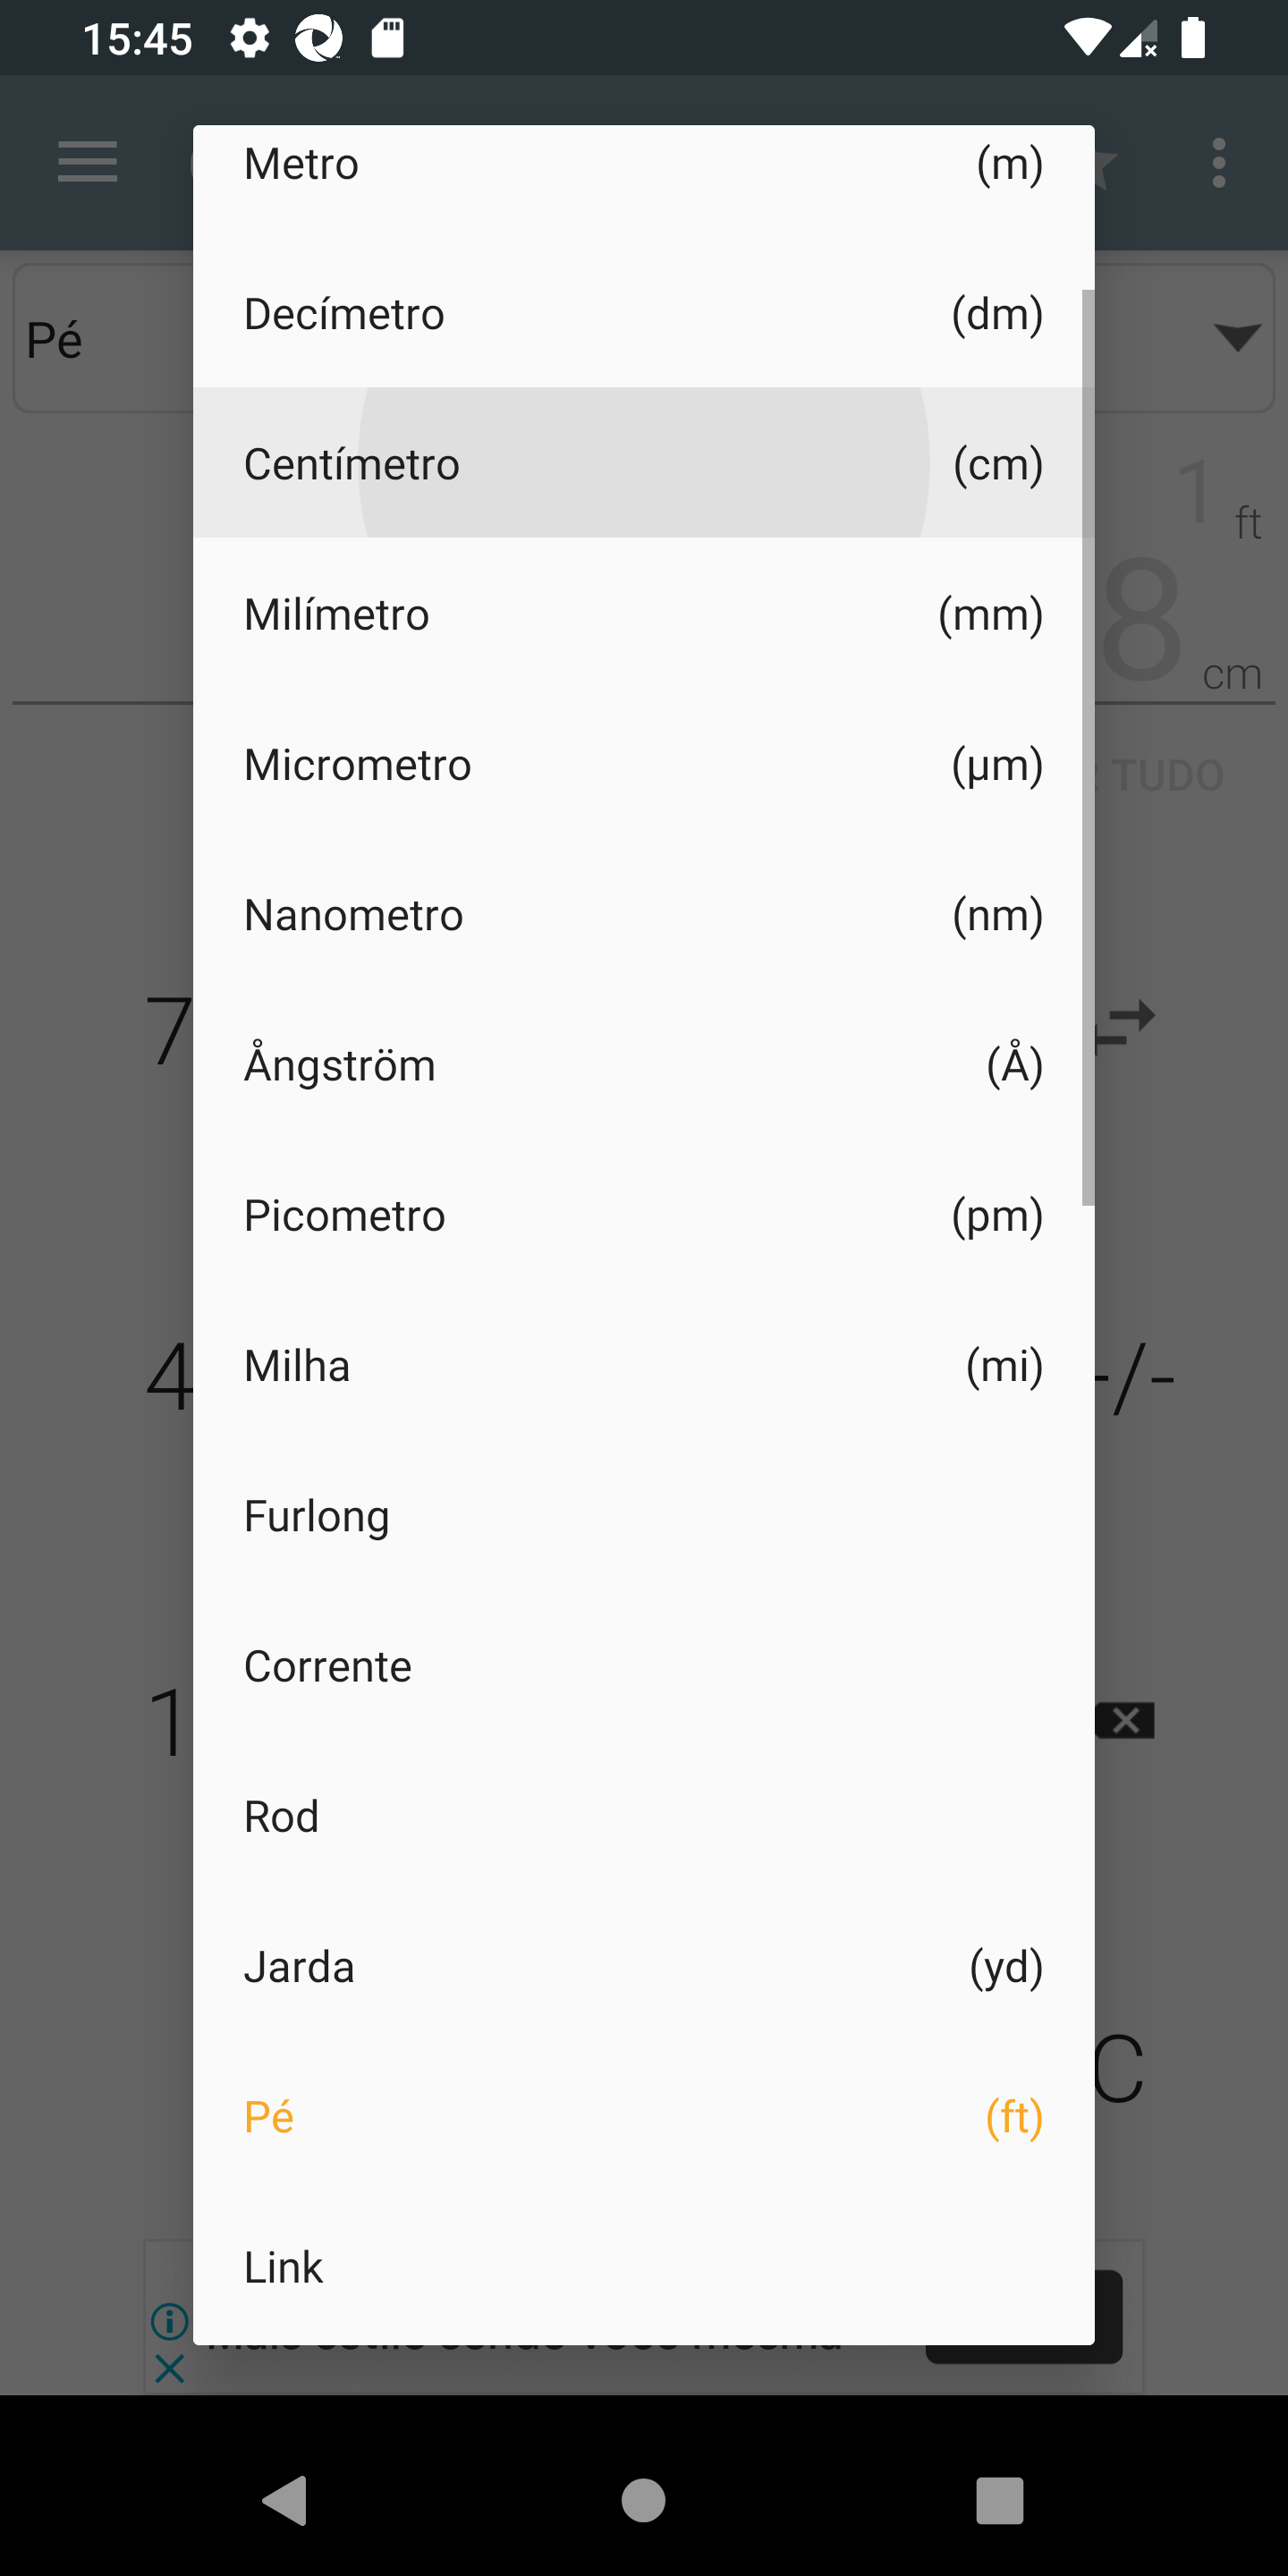 15:45
Metro (m)
Decímetro (dm)
Pé
Centímetro (cm)
1 ft
Milímetro (mm)
8 cm
Micrometro (µm)
TUDO
Nanometro (nm)
7
Ångström (Å)
Picometro (pm)
Milha (mi)
4 -/-
Furlong
Corrente
1
Rod
Jarda (yd)
C
Pé (ft)
Link